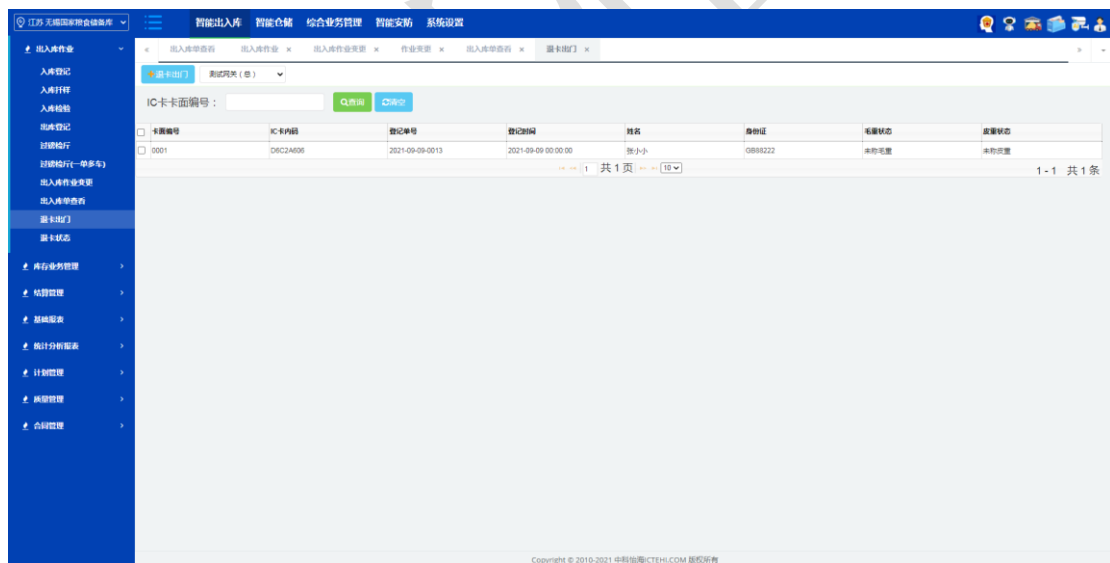 江苏 无锡国家粮食储备库
智能出入库 智能仓储 综合业务管理 智能安防 系统设置
出入库作业
入库登记
入库扦样
入库检验
出库登记
过磅检斤
过磅检斤(一单多车)
出入库作业变更
出入库单查看
退卡出门
退卡状态
库存业务管理
结算管理
基础报表
统计分析报表
计划管理
质量管理
合同管理
« 出入库单查看 出入库作业 × 出入库作业变更 × 作业变更 × 出入库单查看 × 退卡出门 × »
退卡出门 测试网关(总)
IC卡卡面编号: 查询 清空
卡面编号 IC卡内码 登记单号 登记时间 姓名 身份证 毛重状态 皮重状态
0001 D6C2A606 2021-09-09-0013 2021-09-09 00:00:00 张小小 GB88222 未称毛重 未称皮重
1 共1页 10 1-1 共1条
Copyright © 2010-2021 中科怡海ICTEHI.COM 版权所有